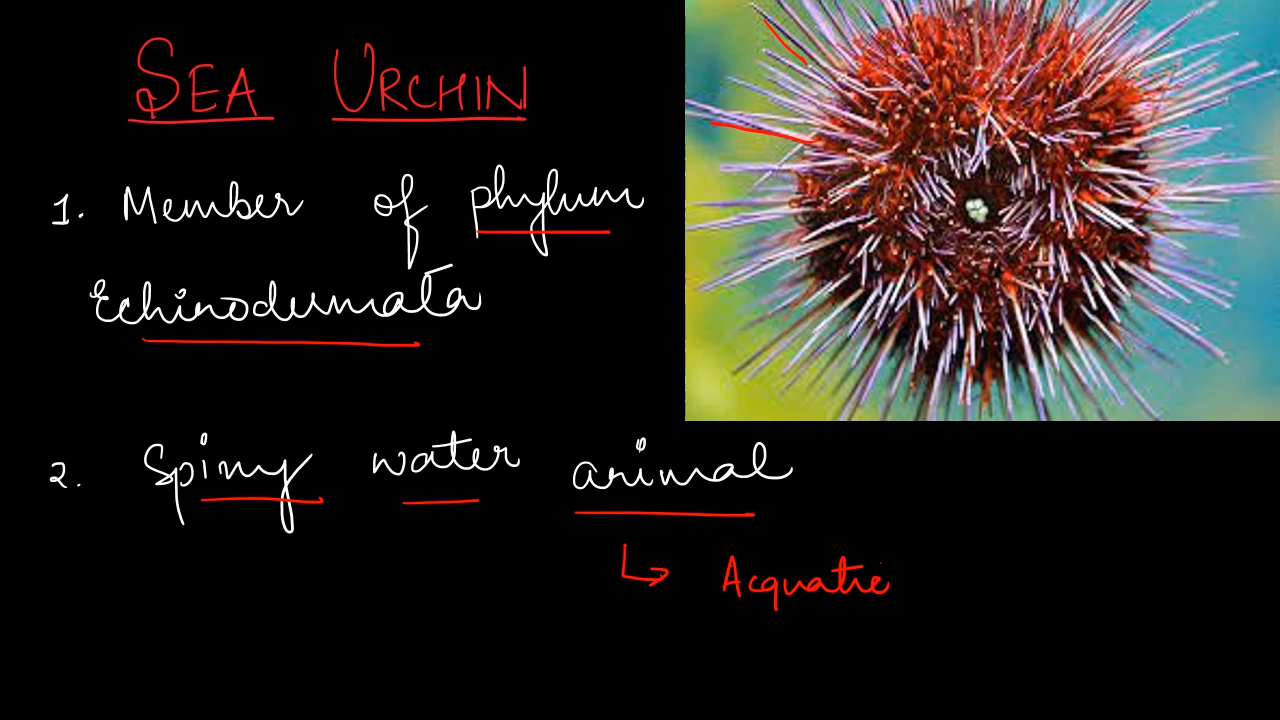 SEA URCHIN
1. Member of phylum
Echinodermata
2. Spiny water animal
↳ Acquatic